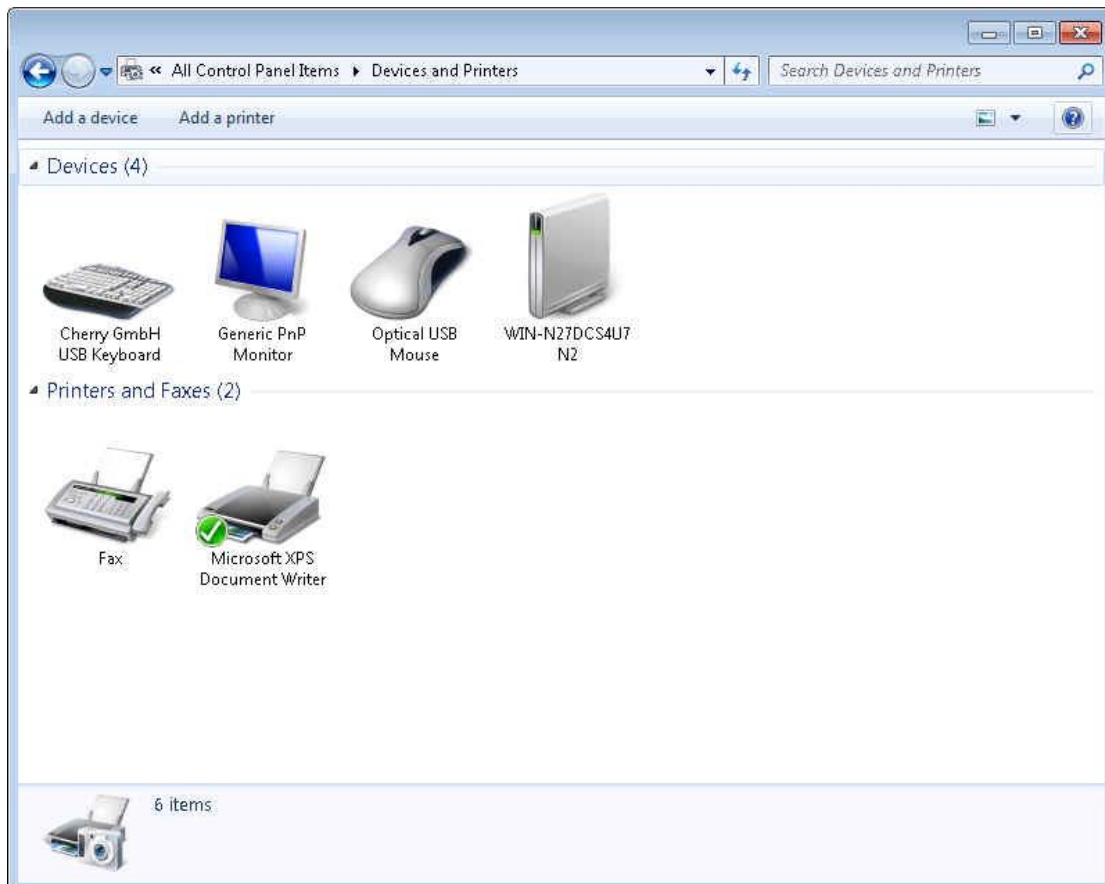 « All Control Panel Items ▸ Devices and Printers
Search Devices and Printers
Add a device Add a printer
Devices (4)
Cherry GmbH
USB Keyboard
Generic PnP
Monitor
Optical USB
Mouse
WIN-N27DCS4U7
N2
Printers and Faxes (2)
Fax
Microsoft XPS
Document Writer
6 items